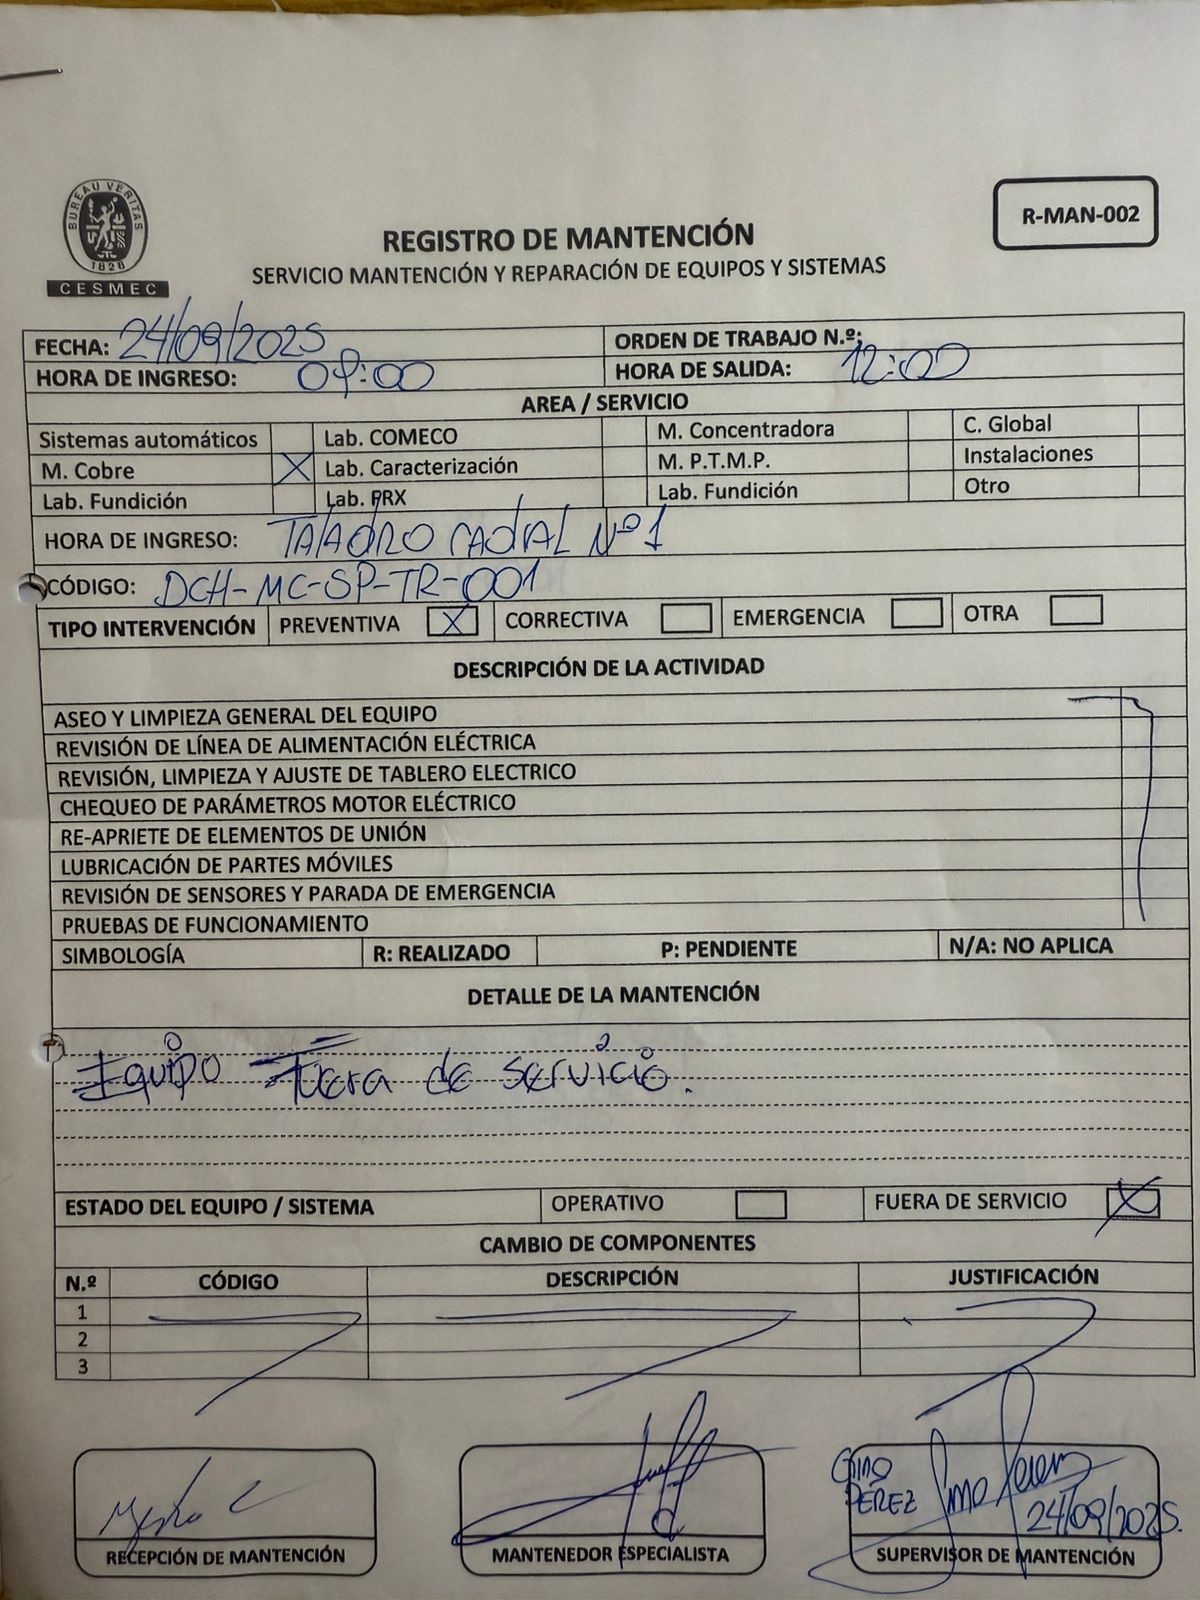 BUREAU VERITAS
1828
CESMEC
R-MAN-002
REGISTRO DE MANTENCIÓN
SERVICIO MANTENCIÓN Y REPARACIÓN DE EQUIPOS Y SISTEMAS
FECHA: 24/09/2025 ORDEN DE TRABAJO N.º:
HORA DE INGRESO: 09:00 HORA DE SALIDA: 12:00
AREA / SERVICIO
Sistemas automáticos Lab. COMECO M. Concentradora C. Global
M. Cobre X Lab. Caracterización M. P.T.M.P. Instalaciones
Lab. Fundición Lab. PRX Lab. Fundición Otro
HORA DE INGRESO: TAlAdRO RAdiAL Nº1
CÓDIGO: DCH-MC-SP-TR-001
TIPO INTERVENCIÓN PREVENTIVA X CORRECTIVA EMERGENCIA OTRA
DESCRIPCIÓN DE LA ACTIVIDAD
ASEO Y LIMPIEZA GENERAL DEL EQUIPO
REVISIÓN DE LÍNEA DE ALIMENTACIÓN ELÉCTRICA
REVISIÓN, LIMPIEZA Y AJUSTE DE TABLERO ELECTRICO
CHEQUEO DE PARÁMETROS MOTOR ELÉCTRICO
RE-APRIETE DE ELEMENTOS DE UNIÓN
LUBRICACIÓN DE PARTES MÓVILES
REVISIÓN DE SENSORES Y PARADA DE EMERGENCIA
PRUEBAS DE FUNCIONAMIENTO
SIMBOLOGÍA R: REALIZADO P: PENDIENTE N/A: NO APLICA
DETALLE DE LA MANTENCIÓN
Equipo Fuera de servicio.
ESTADO DEL EQUIPO / SISTEMA OPERATIVO FUERA DE SERVICIO X
CAMBIO DE COMPONENTES
N.º CÓDIGO DESCRIPCIÓN JUSTIFICACIÓN
1
2
3
GINO
PÉREZ
24/09/2025.
RECEPCIÓN DE MANTENCIÓN MANTENEDOR ESPECIALISTA SUPERVISOR DE MANTENCIÓN